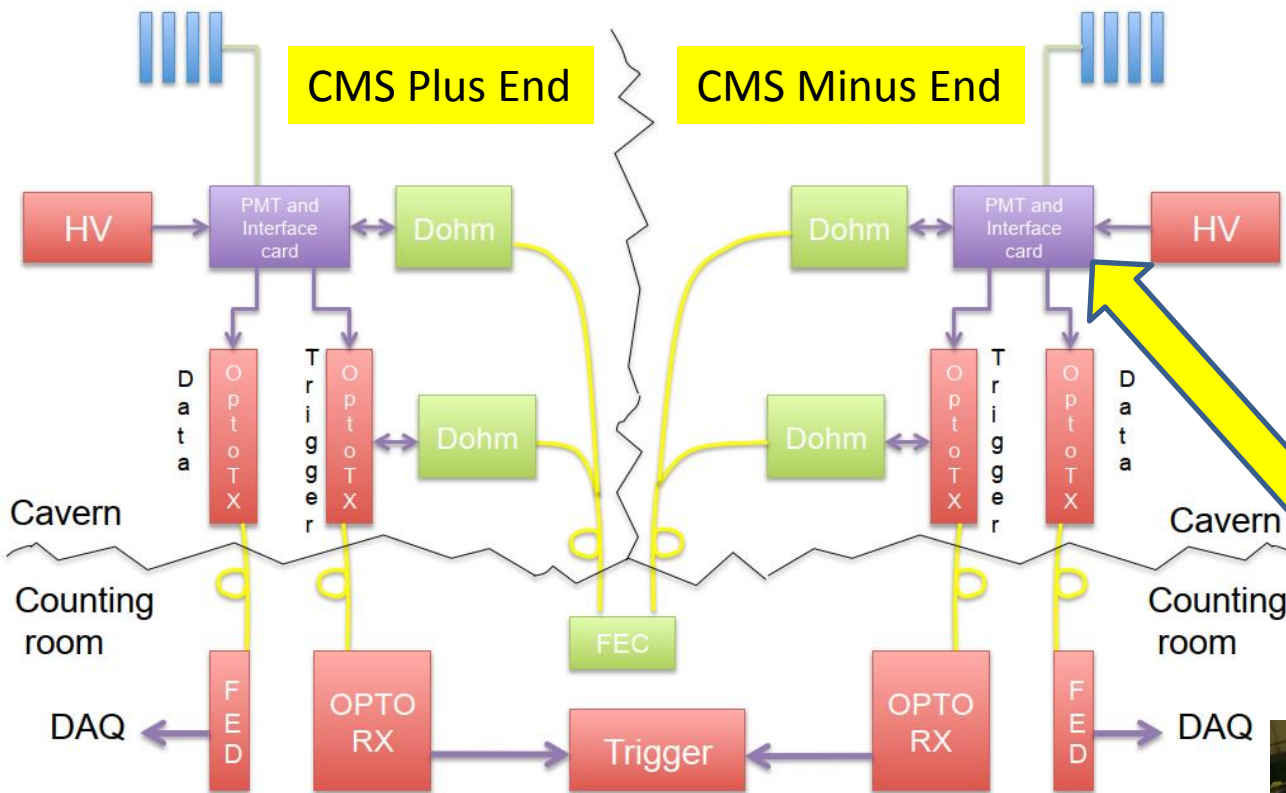 CMS Plus End
CMS Minus End
HV
PMT and
Interface
card
Dohm
Dohm
PMT and
Interface
card
HV
Data
OptoTX
Trigger
OptoTX
Dohm
Dohm
OptoTX
Trigger
OptoTX
Data
Cavern
Cavern
Counting
room
Counting
room
FEC
FED
OPTO
RX
Trigger
OPTO
RX
FED
DAQ
DAQ